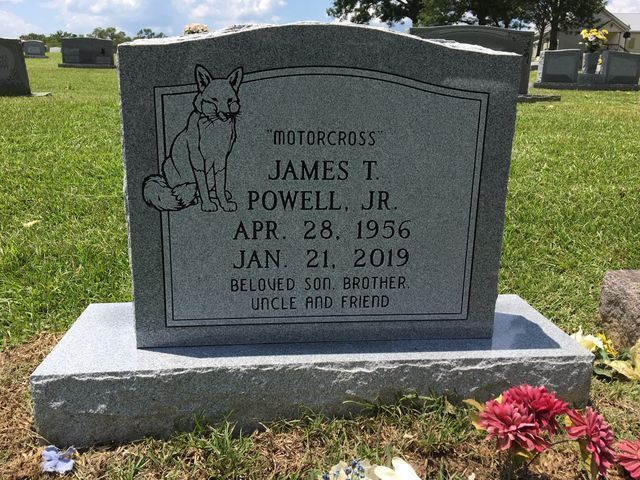 "MOTORCROSS"
JAMES T.
POWELL, JR.
APR. 28, 1956
JAN. 21, 2019
BELOVED SON, BROTHER,
UNCLE AND FRIEND